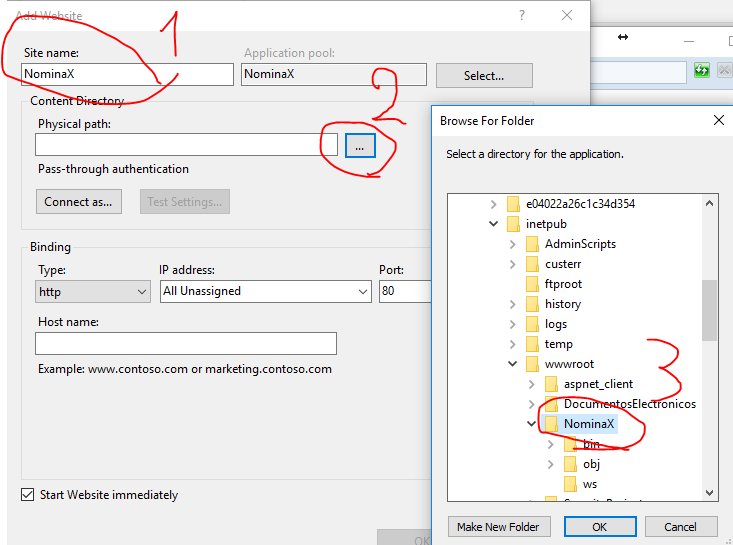 Add Website
?
1
Site name:
NominaX
Application pool:
NominaX
Select...
2
Content Directory
Physical path:
...
Pass-through authentication
Connect as...
Test Settings...
Binding
Type:
http
IP address:
All Unassigned
Port:
80
Host name:
Example: www.contoso.com or marketing.contoso.com
Start Website immediately
OK
Browse For Folder
Select a directory for the application.
e04022a26c1c34d354
inetpub
AdminScripts
custerr
ftproot
history
logs
temp
wwwroot
3
aspnet_client
DocumentosElectronicos
NominaX
bin
obj
ws
Make New Folder
OK
Cancel